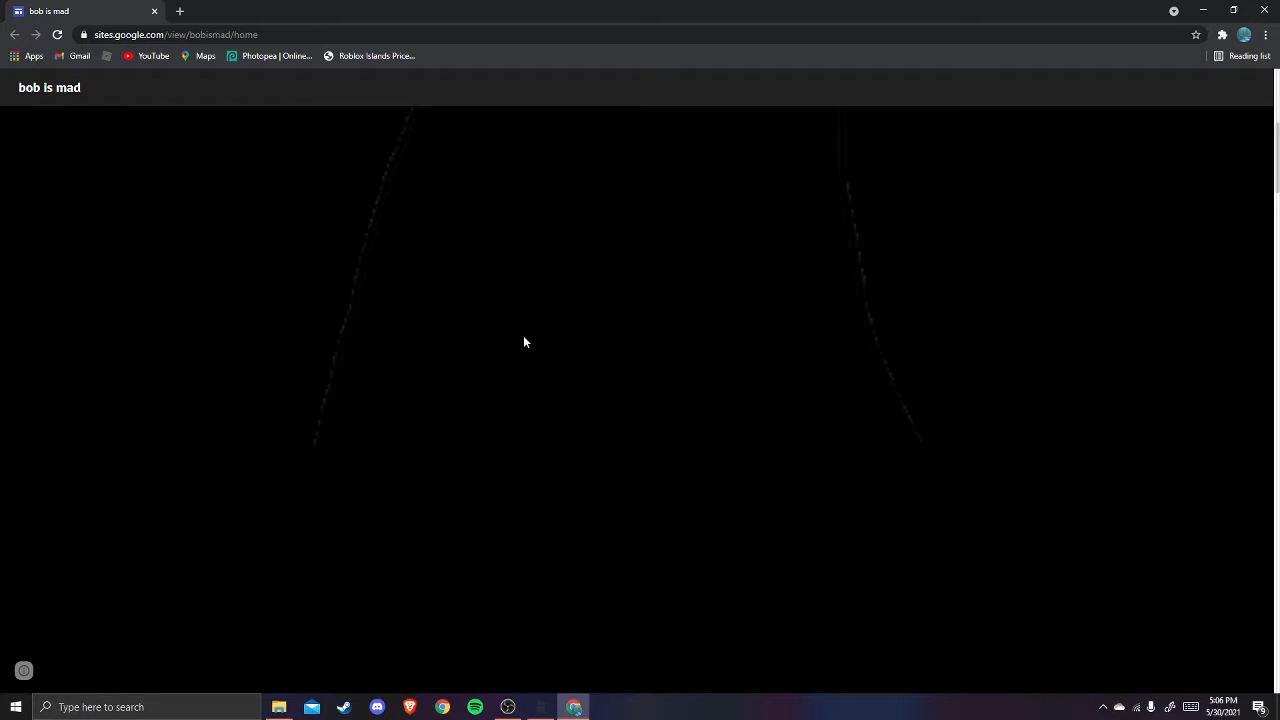 bob is mad
sites.google.com/view/bobismad/home
Apps Gmail YouTube Maps Photopea | Online... Roblox Islands Price... Reading list
bob is mad
Type here to search
5:06 PM
5/30/2021